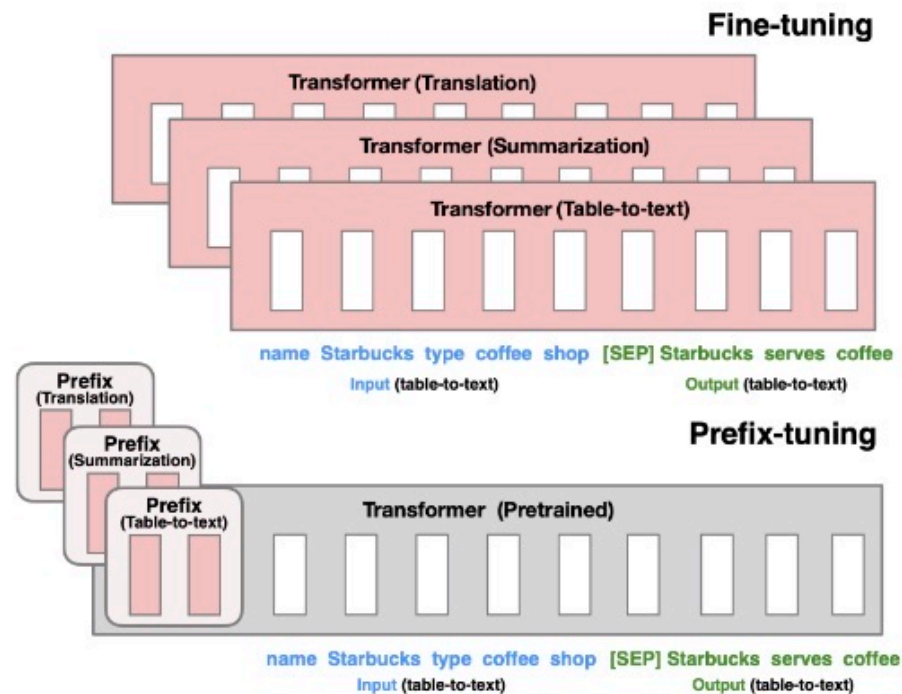 Fine-tuning
Transformer (Translation)
Transformer (Summarization)
Transformer (Table-to-text)
name Starbucks type coffee shop [SEP] Starbucks serves coffee
Input (table-to-text) Output (table-to-text)
Prefix-tuning
Prefix
(Translation)
Prefix
(Summarization)
Prefix
(Table-to-text)
Transformer (Pretrained)
name Starbucks type coffee shop [SEP] Starbucks serves coffee
Input (table-to-text) Output (table-to-text)